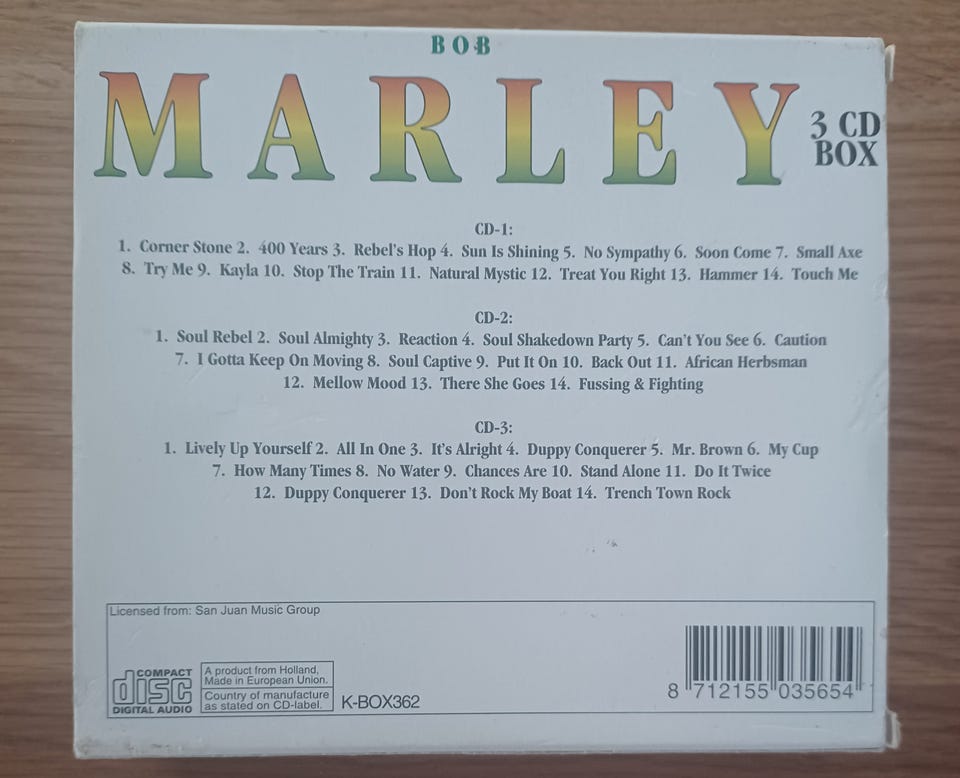 BOB
MARLEY
3 CD
BOX
CD-1:
1. Corner Stone 2. 400 Years 3. Rebel's Hop 4. Sun Is Shining 5. No Sympathy 6. Soon Come 7. Small Axe
8. Try Me 9. Kayla 10. Stop The Train 11. Natural Mystic 12. Treat You Right 13. Hammer 14. Touch Me
CD-2:
1. Soul Rebel 2. Soul Almighty 3. Reaction 4. Soul Shakedown Party 5. Can't You See 6. Caution
7. I Gotta Keep On Moving 8. Soul Captive 9. Put It On 10. Back Out 11. African Herbsman
12. Mellow Mood 13. There She Goes 14. Fussing & Fighting
CD-3:
1. Lively Up Yourself 2. All In One 3. It's Alright 4. Duppy Conquerer 5. Mr. Brown 6. My Cup
7. How Many Times 8. No Water 9. Chances Are 10. Stand Alone 11. Do It Twice
12. Duppy Conquerer 13. Don't Rock My Boat 14. Trench Town Rock
Licensed from: San Juan Music Group
COMPACT
disc
DIGITAL AUDIO
A product from Holland,
Made in European Union.
Country of manufacture
as stated on CD-label.
K-BOX362
8 712155 035654